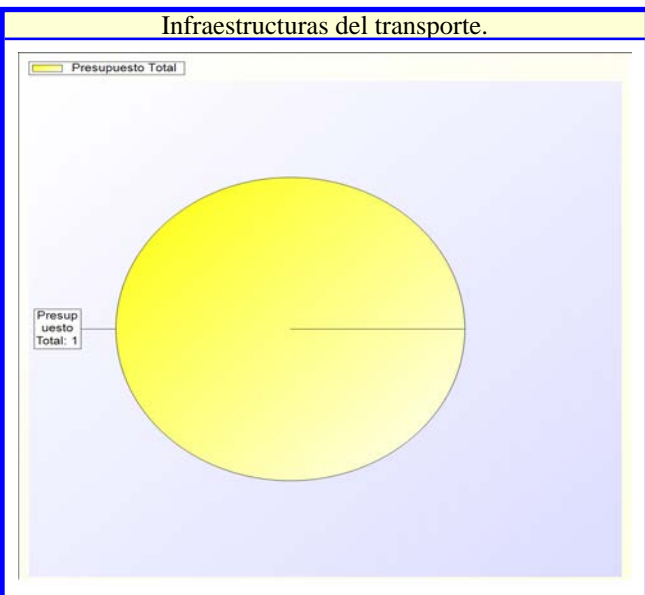 Infraestructuras del transporte.
Presupuesto Total
Presup
uesto
Total: 1